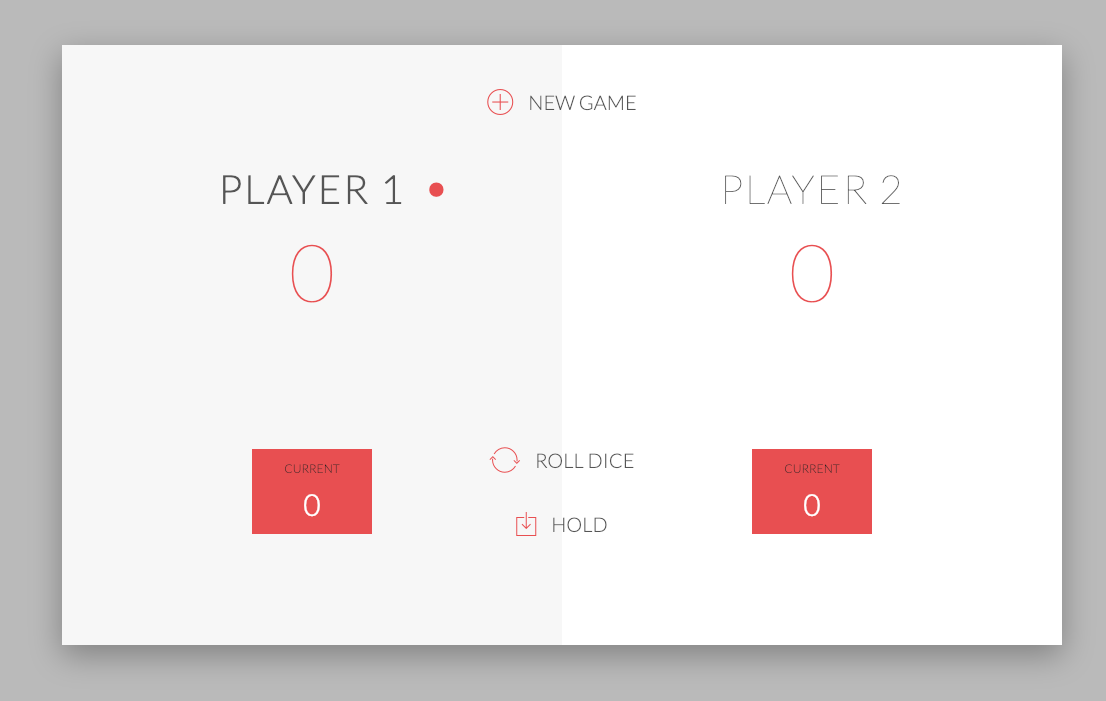 NEW GAME
PLAYER 1
0
PLAYER 2
0
CURRENT
0
ROLL DICE
HOLD
CURRENT
0